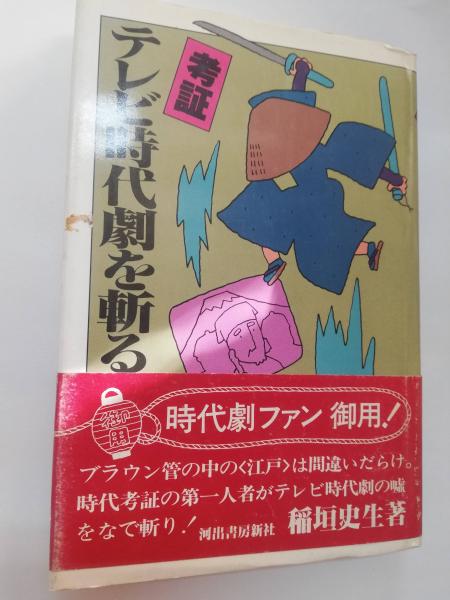 考証
テレビ時代劇を斬る
御用
時代劇ファン 御用!
ブラウン管の中の〈江戸〉は間違いだらけ。
時代考証の第一人者がテレビ時代劇の嘘
をなで斬り! 河出書房新社 稲垣史生著